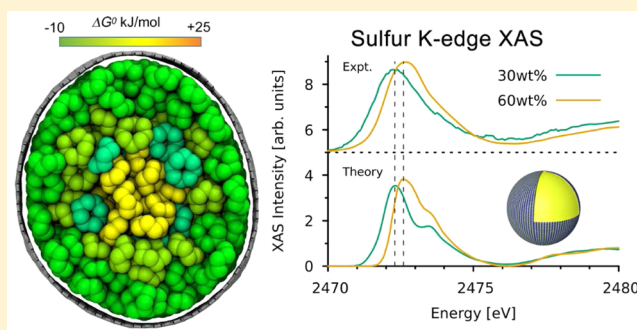 ΔG⁰ kJ/mol
-10 +25
Sulfur K-edge XAS
Expt.
30wt%
60wt%
8
6
Theory
4
2
0
XAS Intensity [arb. units]
2470 2475 2480
Energy [eV]